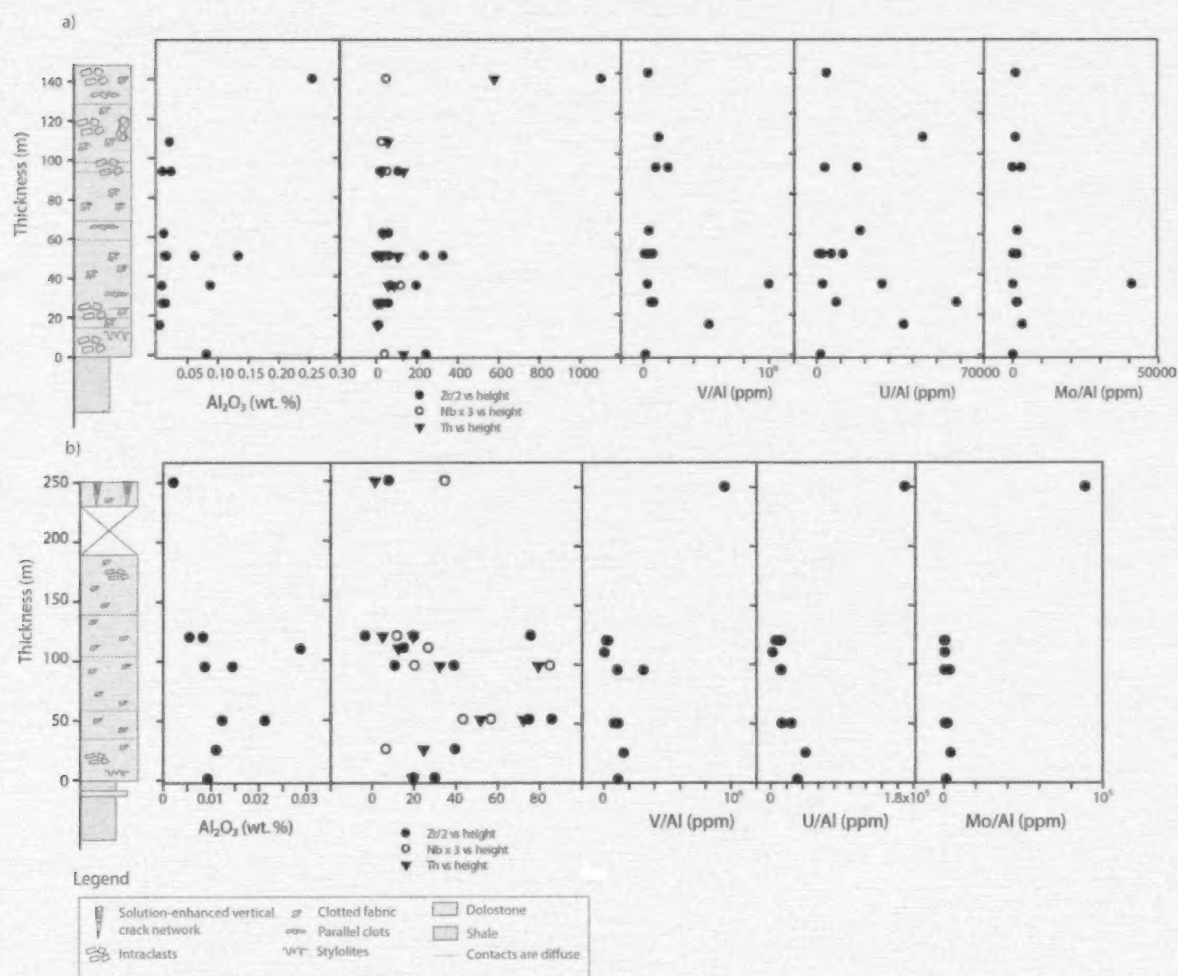 a)
Thickness (m)
140
120
100
80
60
40
20
0
0.05 0.10 0.15 0.20 0.25 0.30
Al₂O₃ (wt. %)
0 200 400 600 800 1000
Zr/2 vs height
Nb x 3 vs height
Th vs height
0 10⁶
V/Al (ppm)
0 70000
U/Al (ppm)
0 50000
Mo/Al (ppm)
b)
Thickness (m)
250
200
150
100
50
0
0 0.01 0.02 0.03
Al₂O₃ (wt. %)
0 20 40 60 80
Zr/2 vs height
Nb x 3 vs height
Th vs height
0 10⁶
V/Al (ppm)
0 1.8x10⁵
U/Al (ppm)
0 10⁵
Mo/Al (ppm)
Legend
Solution-enhanced vertical crack network
Intraclasts
Clotted fabric
Parallel clots
Stylolites
Dolostone
Shale
Contacts are diffuse